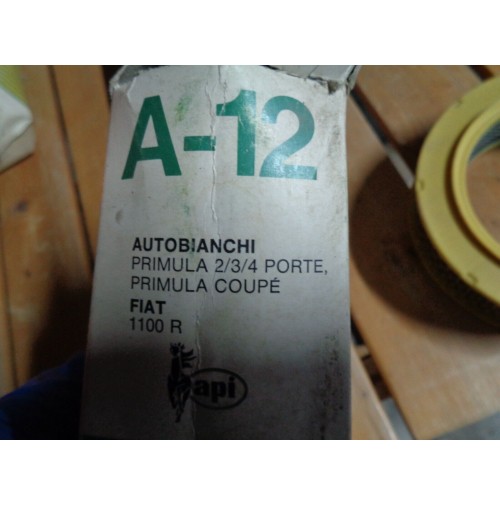 A-12
AUTOBIANCHI
PRIMULA 2/3/4 PORTE,
PRIMULA COUPÉ
FIAT
1100 R
api